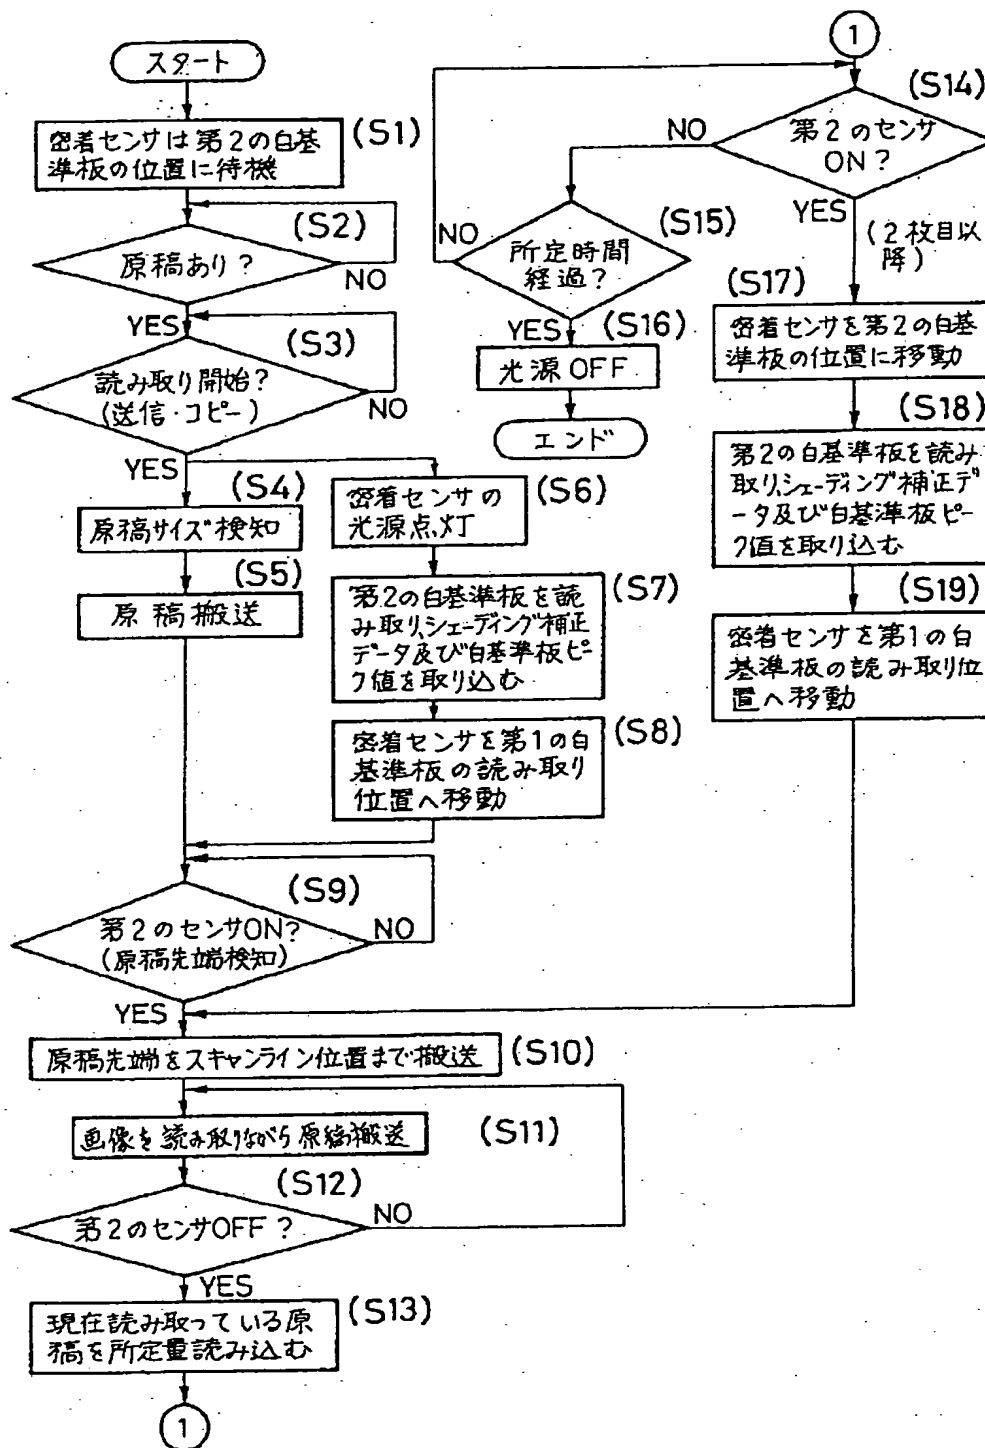 スタート
密着センサは第2の白基
準板の位置に待機
(S1)
(S2)
原稿あり?
NO
YES
(S3)
読み取り開始?
(送信・コピー)
NO
YES
(S4)
原稿サイズ検知
(S5)
原稿搬送
密着センサの
光源点灯
(S6)
第2の白基準板を読
み取り,シェーディング補正
データ及び白基準板ピー
ク値を取り込む
(S7)
密着センサを第1の白
基準板の読み取り
位置へ移動
(S8)
(S9)
第2のセンサON?
(原稿先端検知)
NO
YES
原稿先端をスキャンライン位置まで搬送
(S10)
画像を読み取りながら原稿搬送
(S11)
(S12)
第2のセンサOFF?
NO
YES
現在読み取っている原
稿を所定量読み込む
(S13)
1
1
(S14)
第2のセンサ
ON?
NO
YES
(2枚目以
降)
(S15)
所定時間
経過?
NO
YES
(S16)
光源OFF
エンド
(S17)
密着センサを第2の白基
準板の位置に移動
(S18)
第2の白基準板を読み
取り,シェーディング補正デ
ータ及び白基準板ピー
ク値を取り込む
(S19)
密着センサを第1の白
基準板の読み取り位
置へ移動